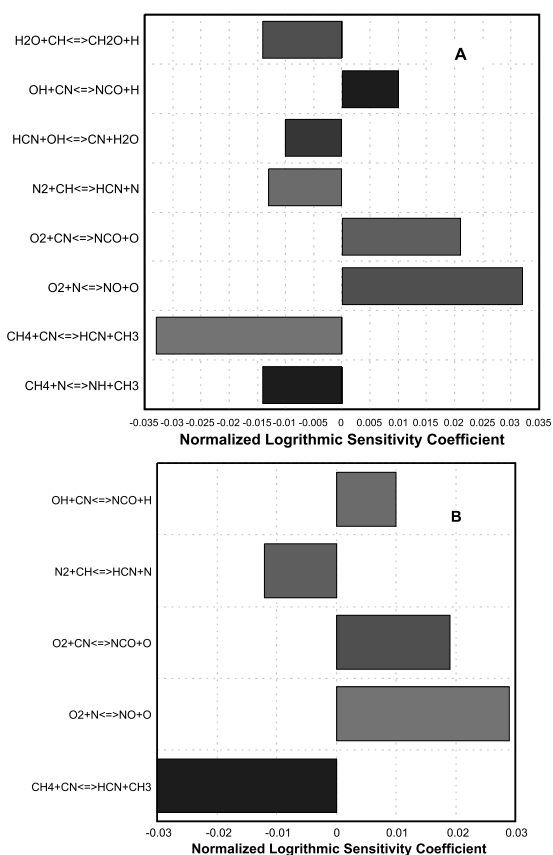 A
H2O+CH<=>CH2O+H
OH+CN<=>NCO+H
HCN+OH<=>CN+H2O
N2+CH<=>HCN+N
O2+CN<=>NCO+O
O2+N<=>NO+O
CH4+CN<=>HCN+CH3
CH4+N<=>NH+CH3
-0.035 -0.03 -0.025 -0.02 -0.015 -0.01 -0.005 0 0.005 0.01 0.015 0.02 0.025 0.03 0.035
Normalized Logrithmic Sensitivity Coefficient
B
OH+CN<=>NCO+H
N2+CH<=>HCN+N
O2+CN<=>NCO+O
O2+N<=>NO+O
CH4+CN<=>HCN+CH3
-0.03 -0.02 -0.01 0 0.01 0.02 0.03
Normalized Logrithmic Sensitivity Coefficient